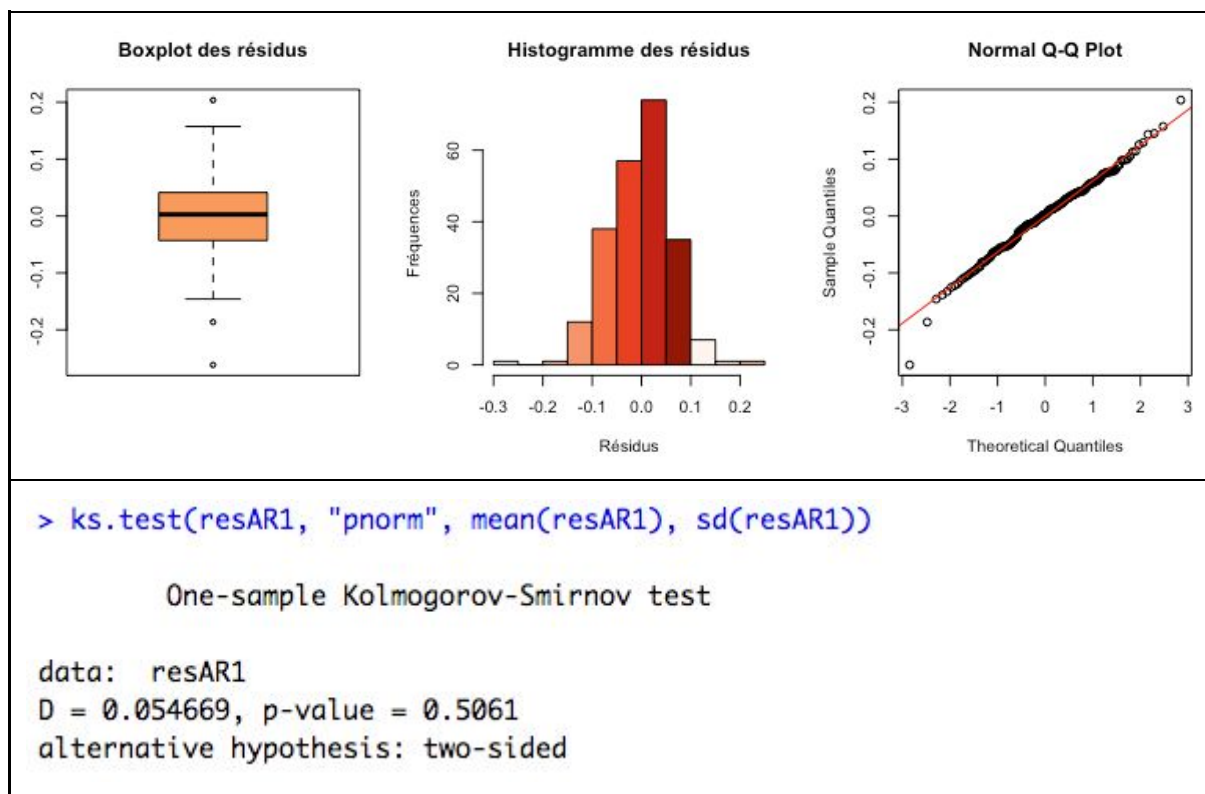 Boxplot des résidus
0.2
0.1
0.0
-0.1
-0.2
Histogramme des résidus
Fréquences
60
40
20
0
-0.3 -0.2 -0.1 0.0 0.1 0.2
Résidus
Normal Q-Q Plot
Sample Quantiles
0.2
0.1
0.0
-0.1
-0.2
-3 -2 -1 0 1 2 3
Theoretical Quantiles
> ks.test(resAR1, "pnorm", mean(resAR1), sd(resAR1))
One-sample Kolmogorov-Smirnov test
data: resAR1
D = 0.054669, p-value = 0.5061
alternative hypothesis: two-sided